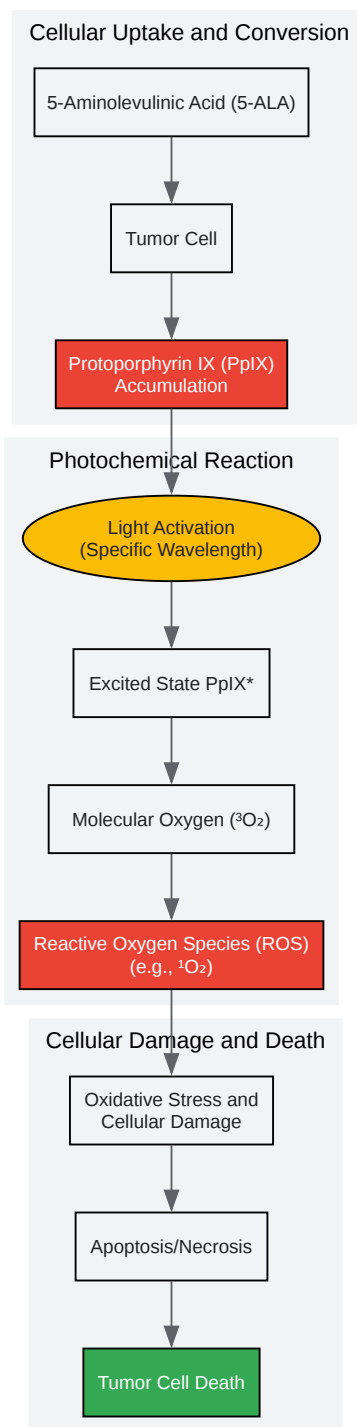 Cellular Uptake and Conversion
5-Aminolevulinic Acid (5-ALA)
Tumor Cell
Protoporphyrin IX (PpIX)
Accumulation
Photochemical Reaction
Light Activation
(Specific Wavelength)
Excited State PpIX*
Molecular Oxygen (³O₂)
Reactive Oxygen Species (ROS)
(e.g., ¹O₂)
Cellular Damage and Death
Oxidative Stress and
Cellular Damage
Apoptosis/Necrosis
Tumor Cell Death